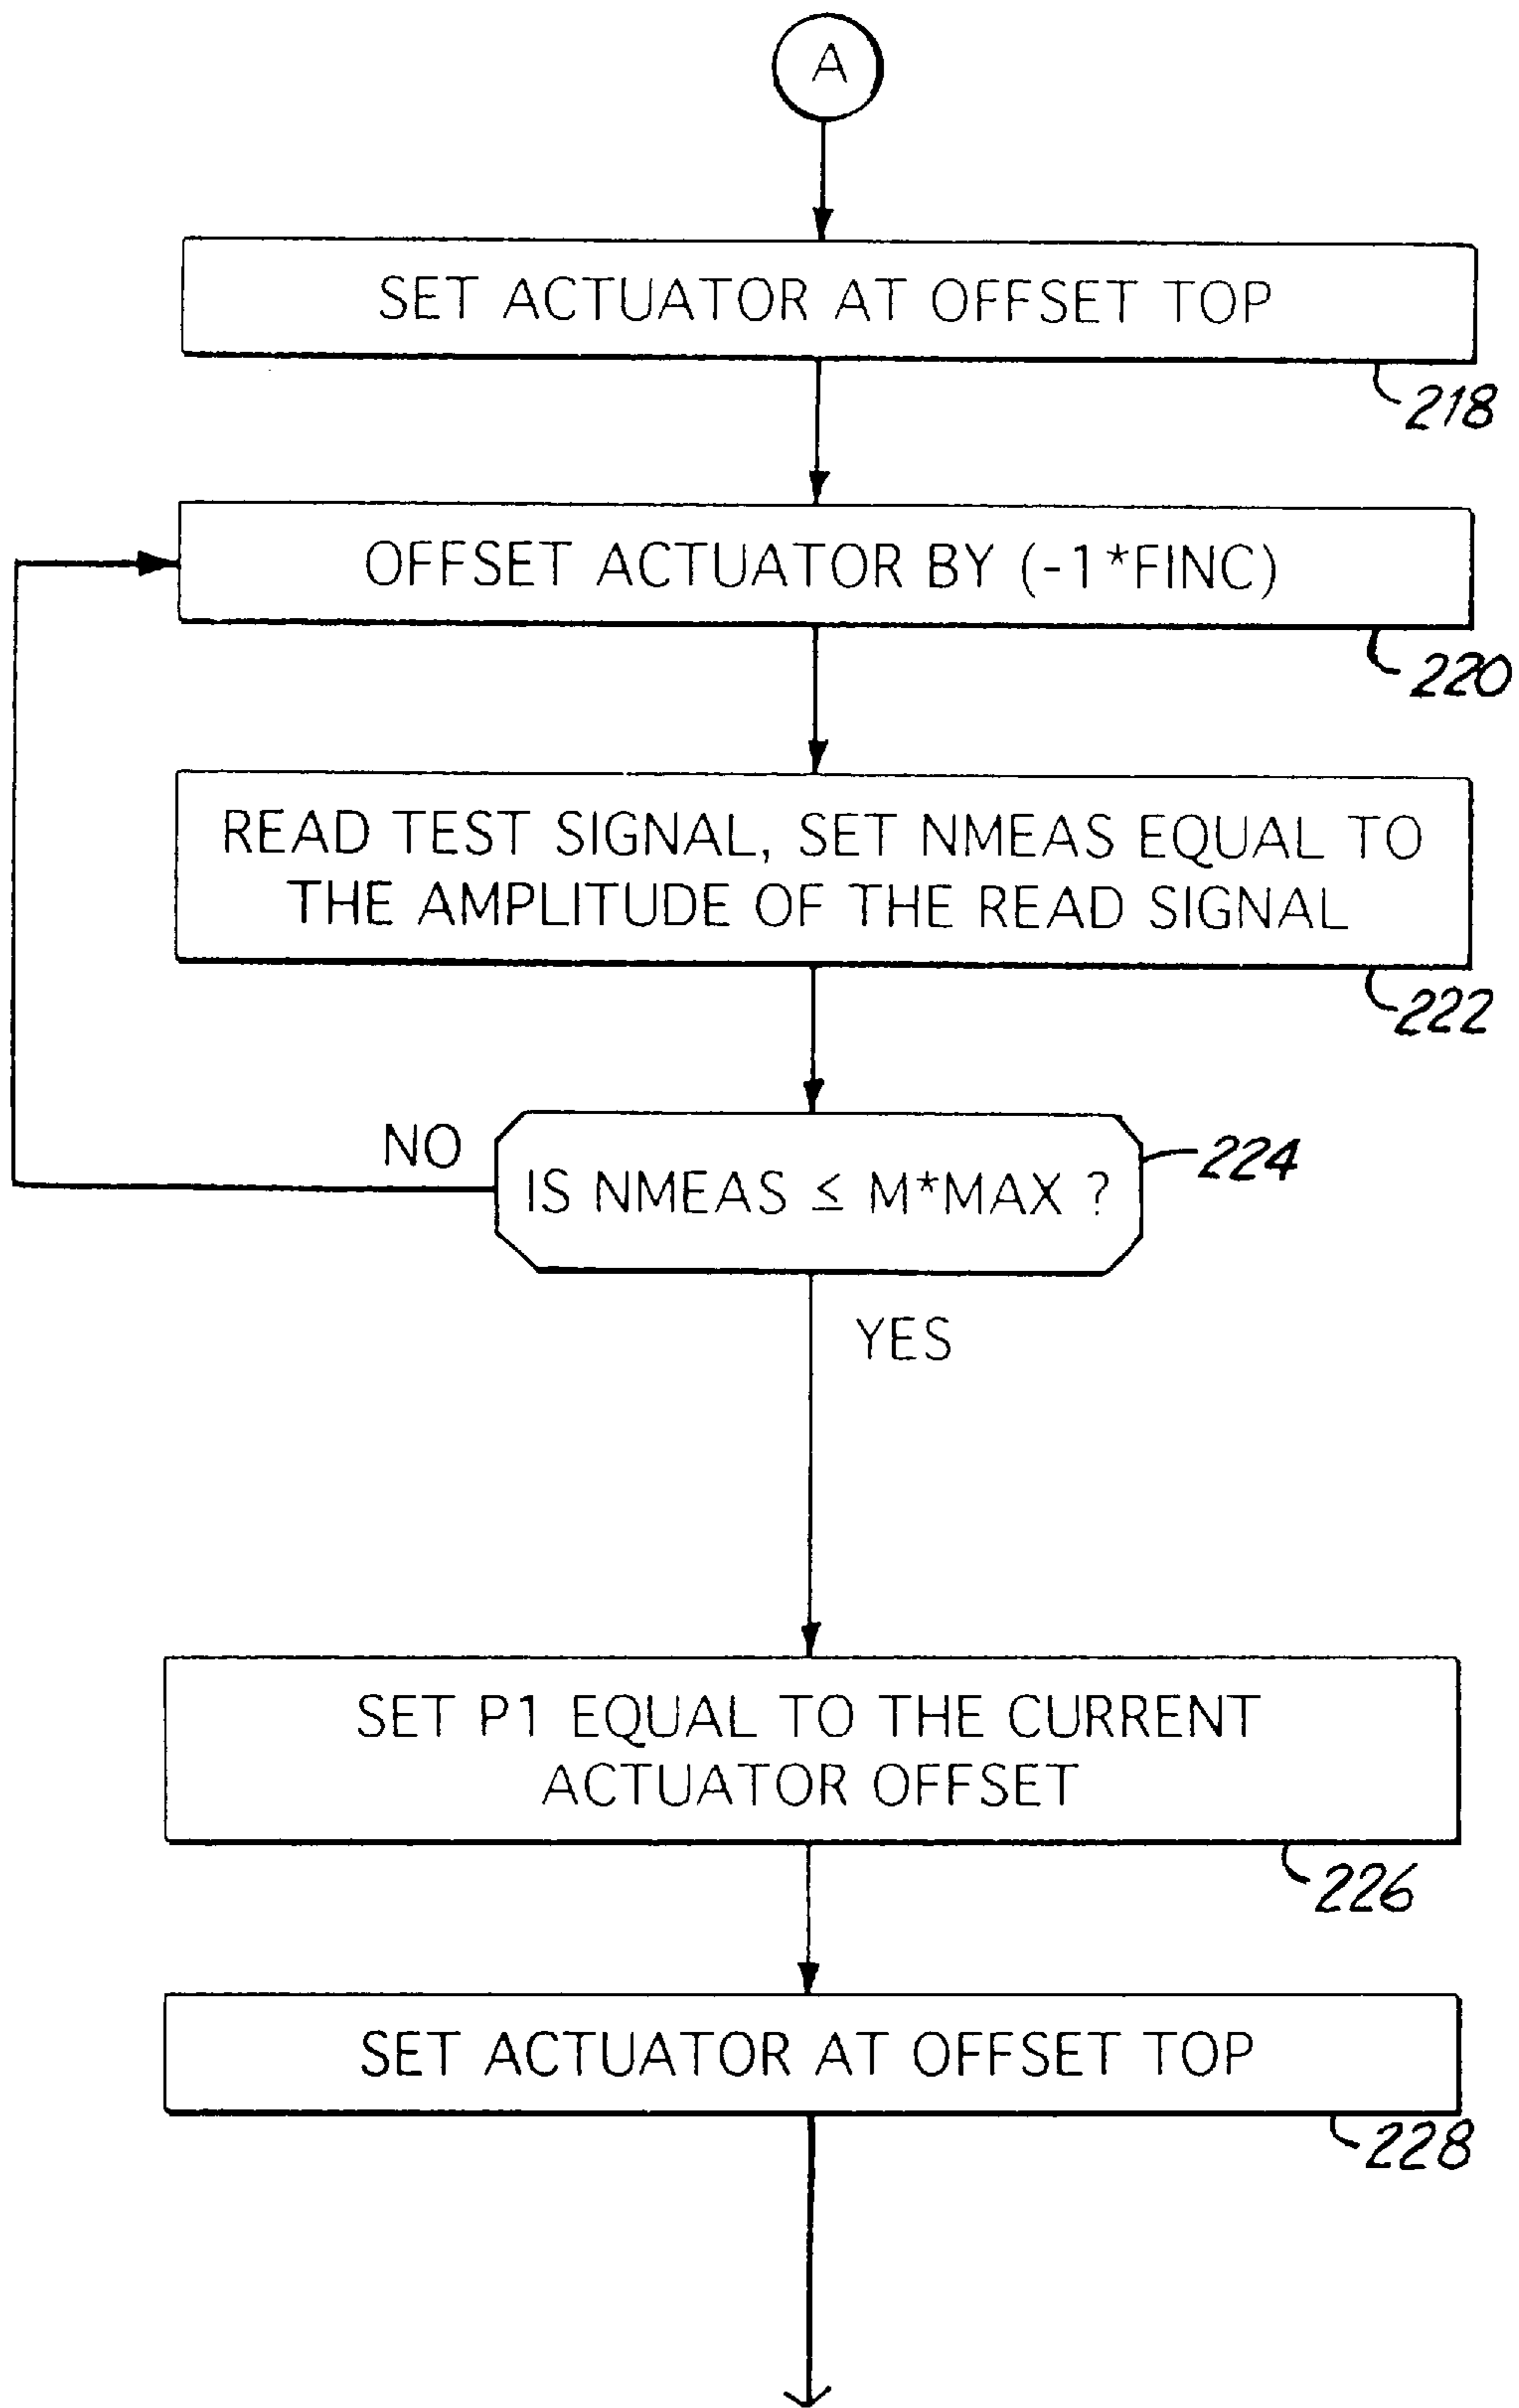 A
SET ACTUATOR AT OFFSET TOP
218
OFFSET ACTUATOR BY (-1*FINC)
220
READ TEST SIGNAL, SET NMEAS EQUAL TO
THE AMPLITUDE OF THE READ SIGNAL
222
NO
IS NMEAS ≤ M*MAX ?
224
YES
SET P1 EQUAL TO THE CURRENT
ACTUATOR OFFSET
226
SET ACTUATOR AT OFFSET TOP
228